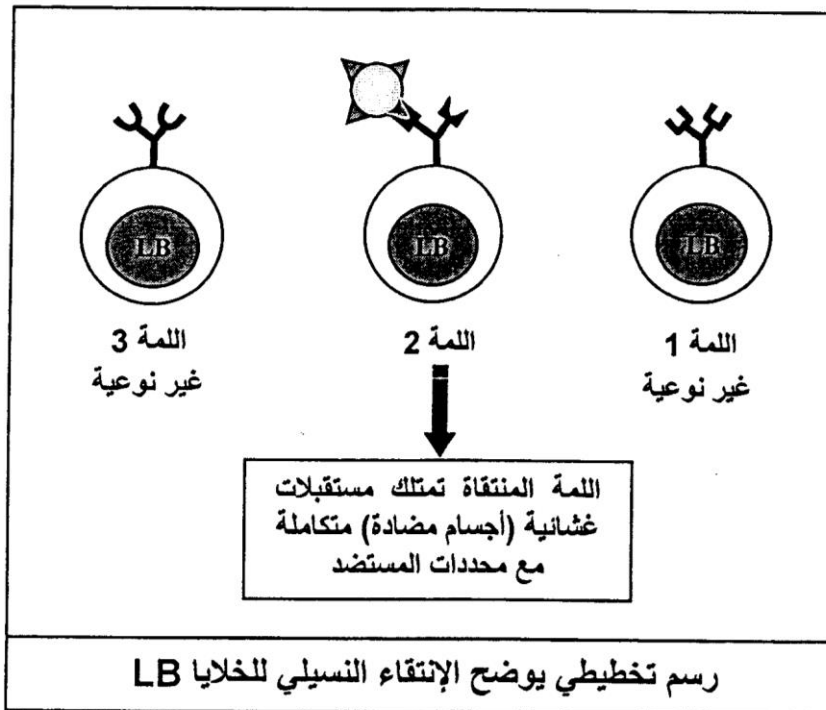 LB
LB
LB
اللمة 1
غير نوعية
اللمة 2
اللمة 3
غير نوعية
اللمة المنتقاة تمتلك مستقبلات
غشائية (أجسام مضادة) متكاملة
مع محددات المستضد
رسم تخطيطي يوضح الإنتقاء النسيلي للخلايا LB